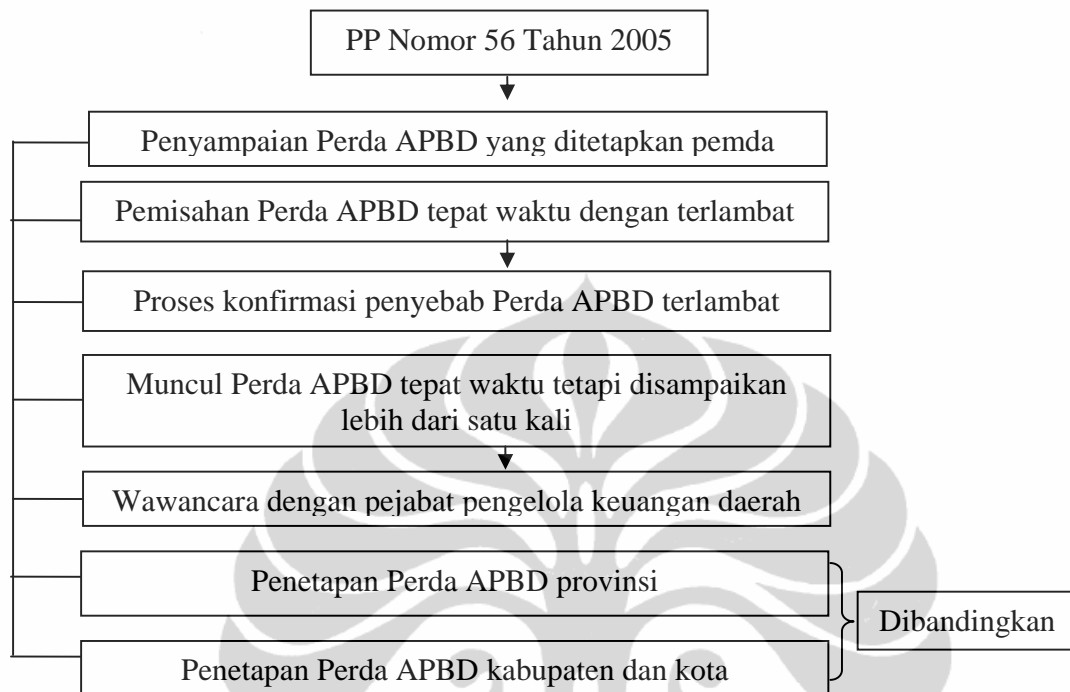 PP Nomor 56 Tahun 2005
Penyampaian Perda APBD yang ditetapkan pemda
Pemisahan Perda APBD tepat waktu dengan terlambat
Proses konfirmasi penyebab Perda APBD terlambat
Muncul Perda APBD tepat waktu tetapi disampaikan
lebih dari satu kali
Wawancara dengan pejabat pengelola keuangan daerah
Penetapan Perda APBD provinsi
Dibandingkan
Penetapan Perda APBD kabupaten dan kota